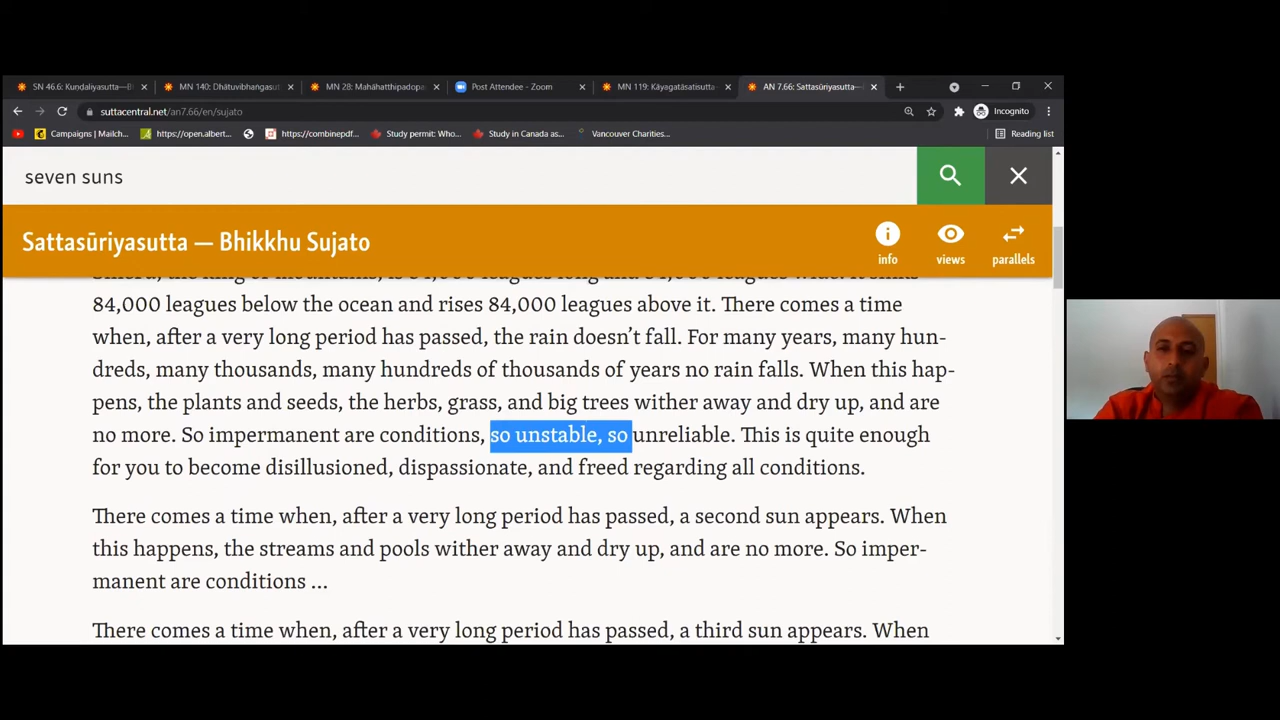 SN 46.6: Kuṇḍaliyasutta—B
MN 140: Dhātuvibhaṅgasut
MN 28: Mahāhatthipadopa
Post Attendee - Zoom
MN 119: Kāyagatāsatisutta
AN 7.66: Sattasūriyasutta—
suttacentral.net/an7.66/en/sujato
Incognito
Campaigns | Mailch...
https://open.albert...
https://combinepdf...
Study permit: Who...
Study in Canada as...
Vancouver Charities...
Reading list
seven suns
Sattasūriyasutta — Bhikkhu Sujato
info
views
parallels
84,000 leagues below the ocean and rises 84,000 leagues above it. There comes a time
when, after a very long period has passed, the rain doesn’t fall. For many years, many hun-
dreds, many thousands, many hundreds of thousands of years no rain falls. When this hap-
pens, the plants and seeds, the herbs, grass, and big trees wither away and dry up, and are
no more. So impermanent are conditions, so unstable, so unreliable. This is quite enough
for you to become disillusioned, dispassionate, and freed regarding all conditions.
There comes a time when, after a very long period has passed, a second sun appears. When
this happens, the streams and pools wither away and dry up, and are no more. So imper-
manent are conditions …
There comes a time when, after a very long period has passed, a third sun appears. When